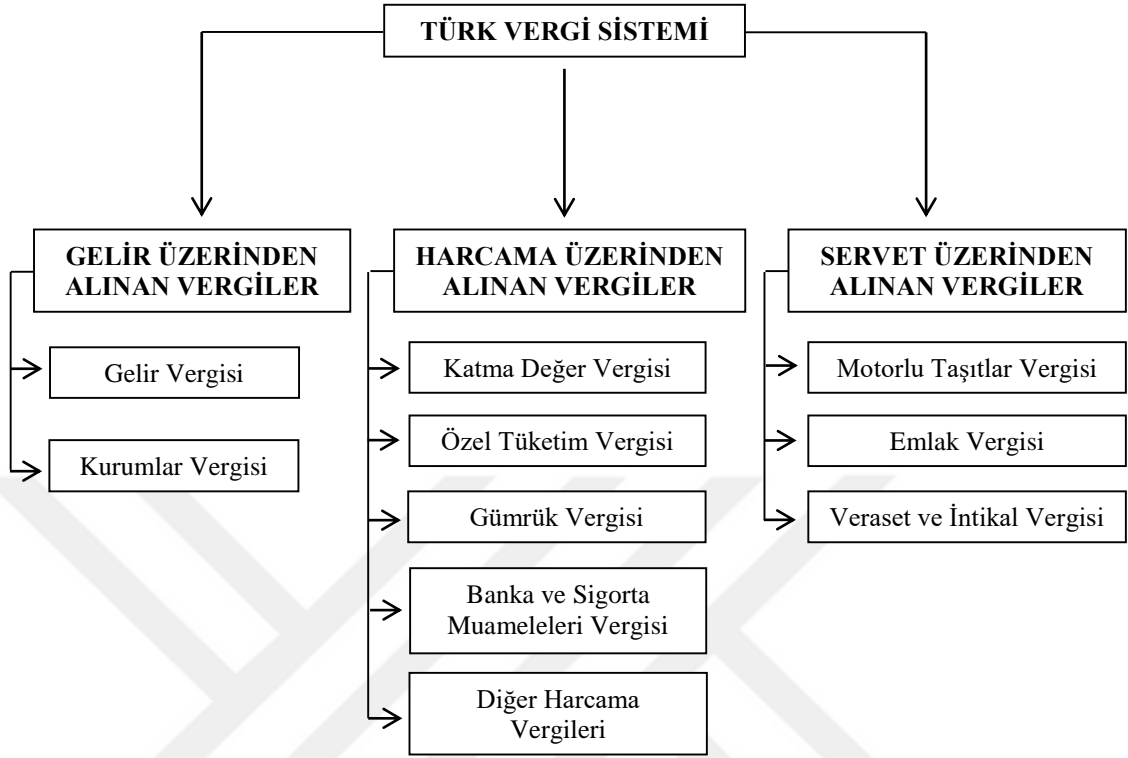 TÜRK VERGİ SİSTEMİ
GELİR ÜZERİNDEN
ALINAN VERGİLER
Gelir Vergisi
Kurumlar Vergisi
HARCAMA ÜZERİNDEN
ALINAN VERGİLER
Katma Değer Vergisi
Özel Tüketim Vergisi
Gümrük Vergisi
Banka ve Sigorta
Muameleleri Vergisi
Diğer Harcama
Vergileri
SERVET ÜZERİNDEN
ALINAN VERGİLER
Motorlu Taşıtlar Vergisi
Emlak Vergisi
Veraset ve İntikal Vergisi